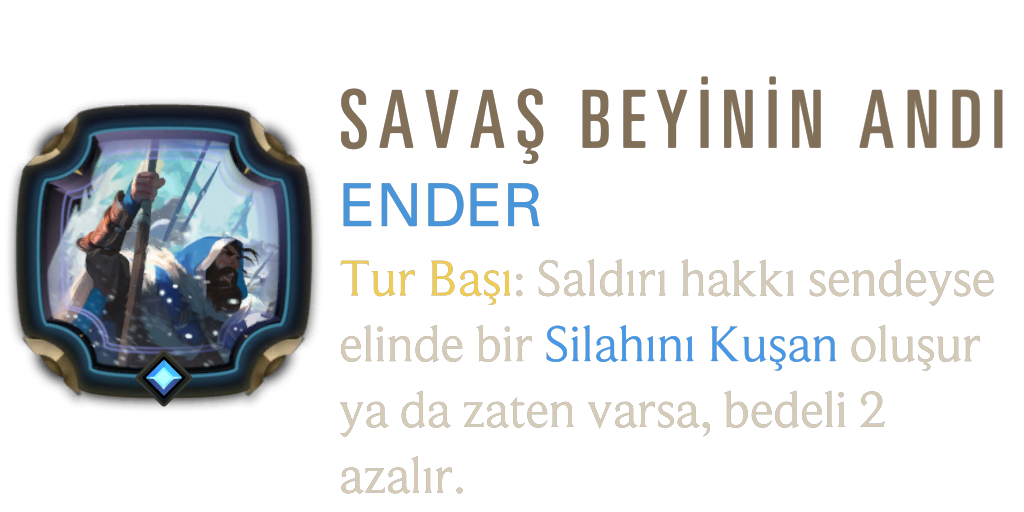 SAVAŞ BEYİNİN ANDI
ENDER
Tur Başı: Saldırı hakkı sendeyse
elinde bir Silahını Kuşan oluşur
ya da zaten varsa, bedeli 2
azalır.